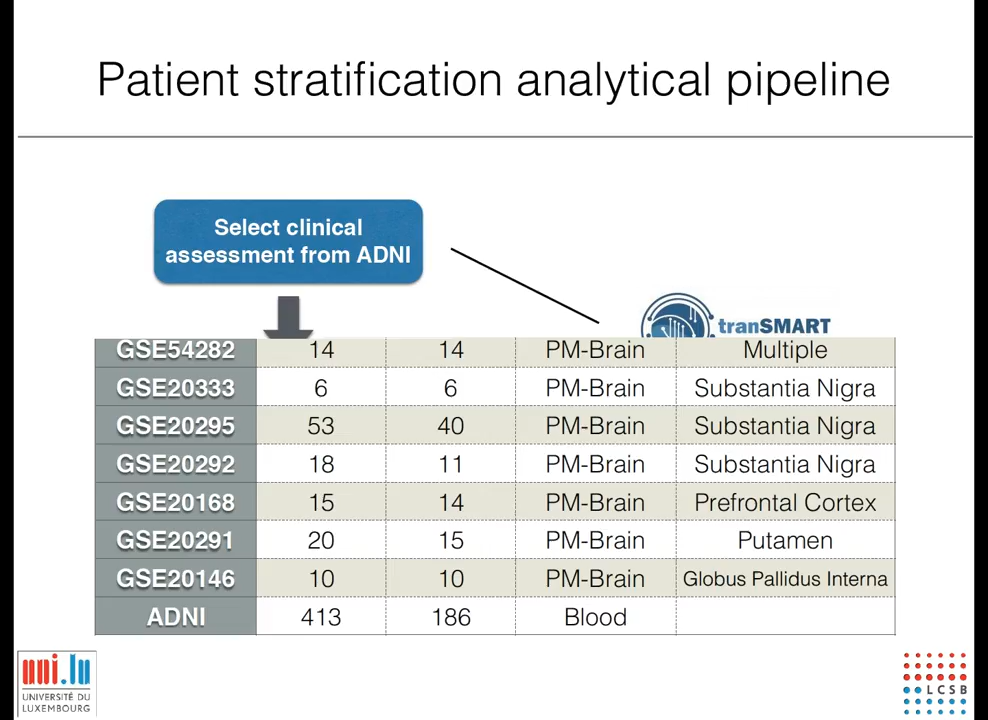 Patient stratification analytical pipeline
Select clinical
assessment from ADNI
tranSMART
GSE54282 14 14 PM-Brain Multiple
GSE20333 6 6 PM-Brain Substantia Nigra
GSE20295 53 40 PM-Brain Substantia Nigra
GSE20292 18 11 PM-Brain Substantia Nigra
GSE20168 15 14 PM-Brain Prefrontal Cortex
GSE20291 20 15 PM-Brain Putamen
GSE20146 10 10 PM-Brain Globus Pallidus Interna
ADNI 413 186 Blood
uni.lu
UNIVERSITÉ DU
LUXEMBOURG
LCSB